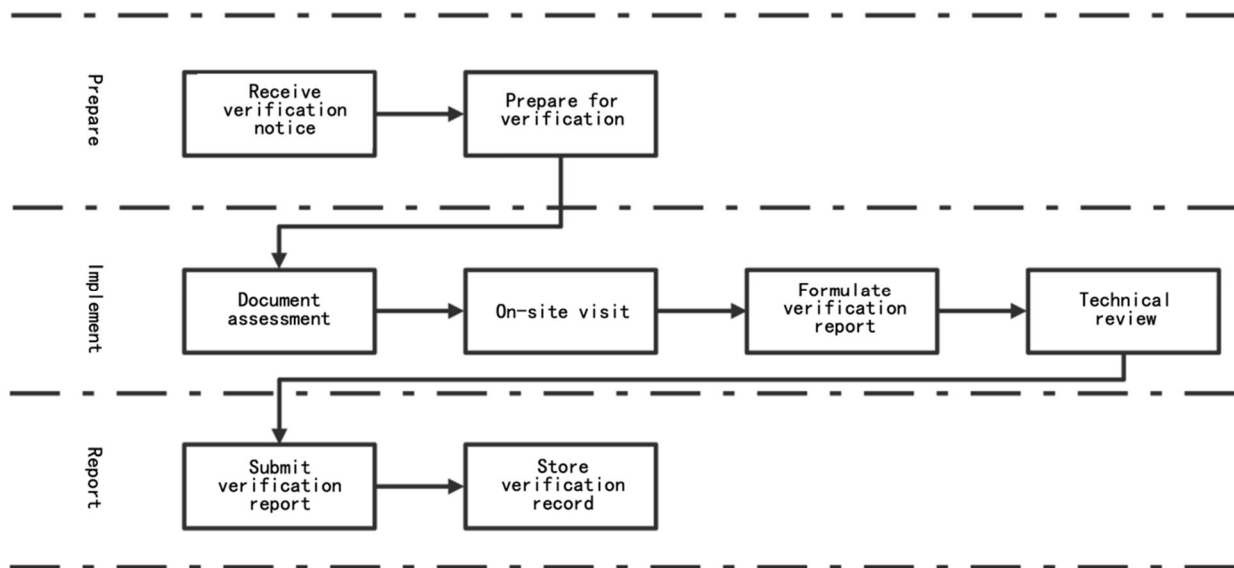 Prepare
Receive
verification
notice
Prepare for
verification
Implement
Document
assessment
On-site visit
Formulate
verification
report
Technical
review
Report
Submit
verification
report
Store
verification
record